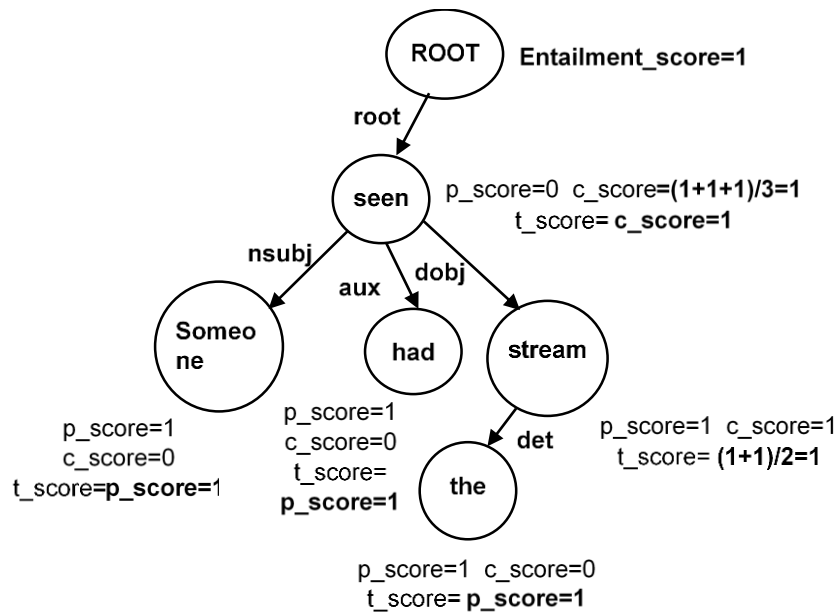 ROOT
Entailment_score=1
root
seen
p_score=0 c_score=(1+1+1)/3=1
t_score= c_score=1
nsubj
aux
dobj
Someo
ne
had
stream
p_score=1
c_score=0
t_score=p_score=1
p_score=1
c_score=0
t_score=
p_score=1
det
the
p_score=1 c_score=1
t_score= (1+1)/2=1
p_score=1 c_score=0
t_score= p_score=1